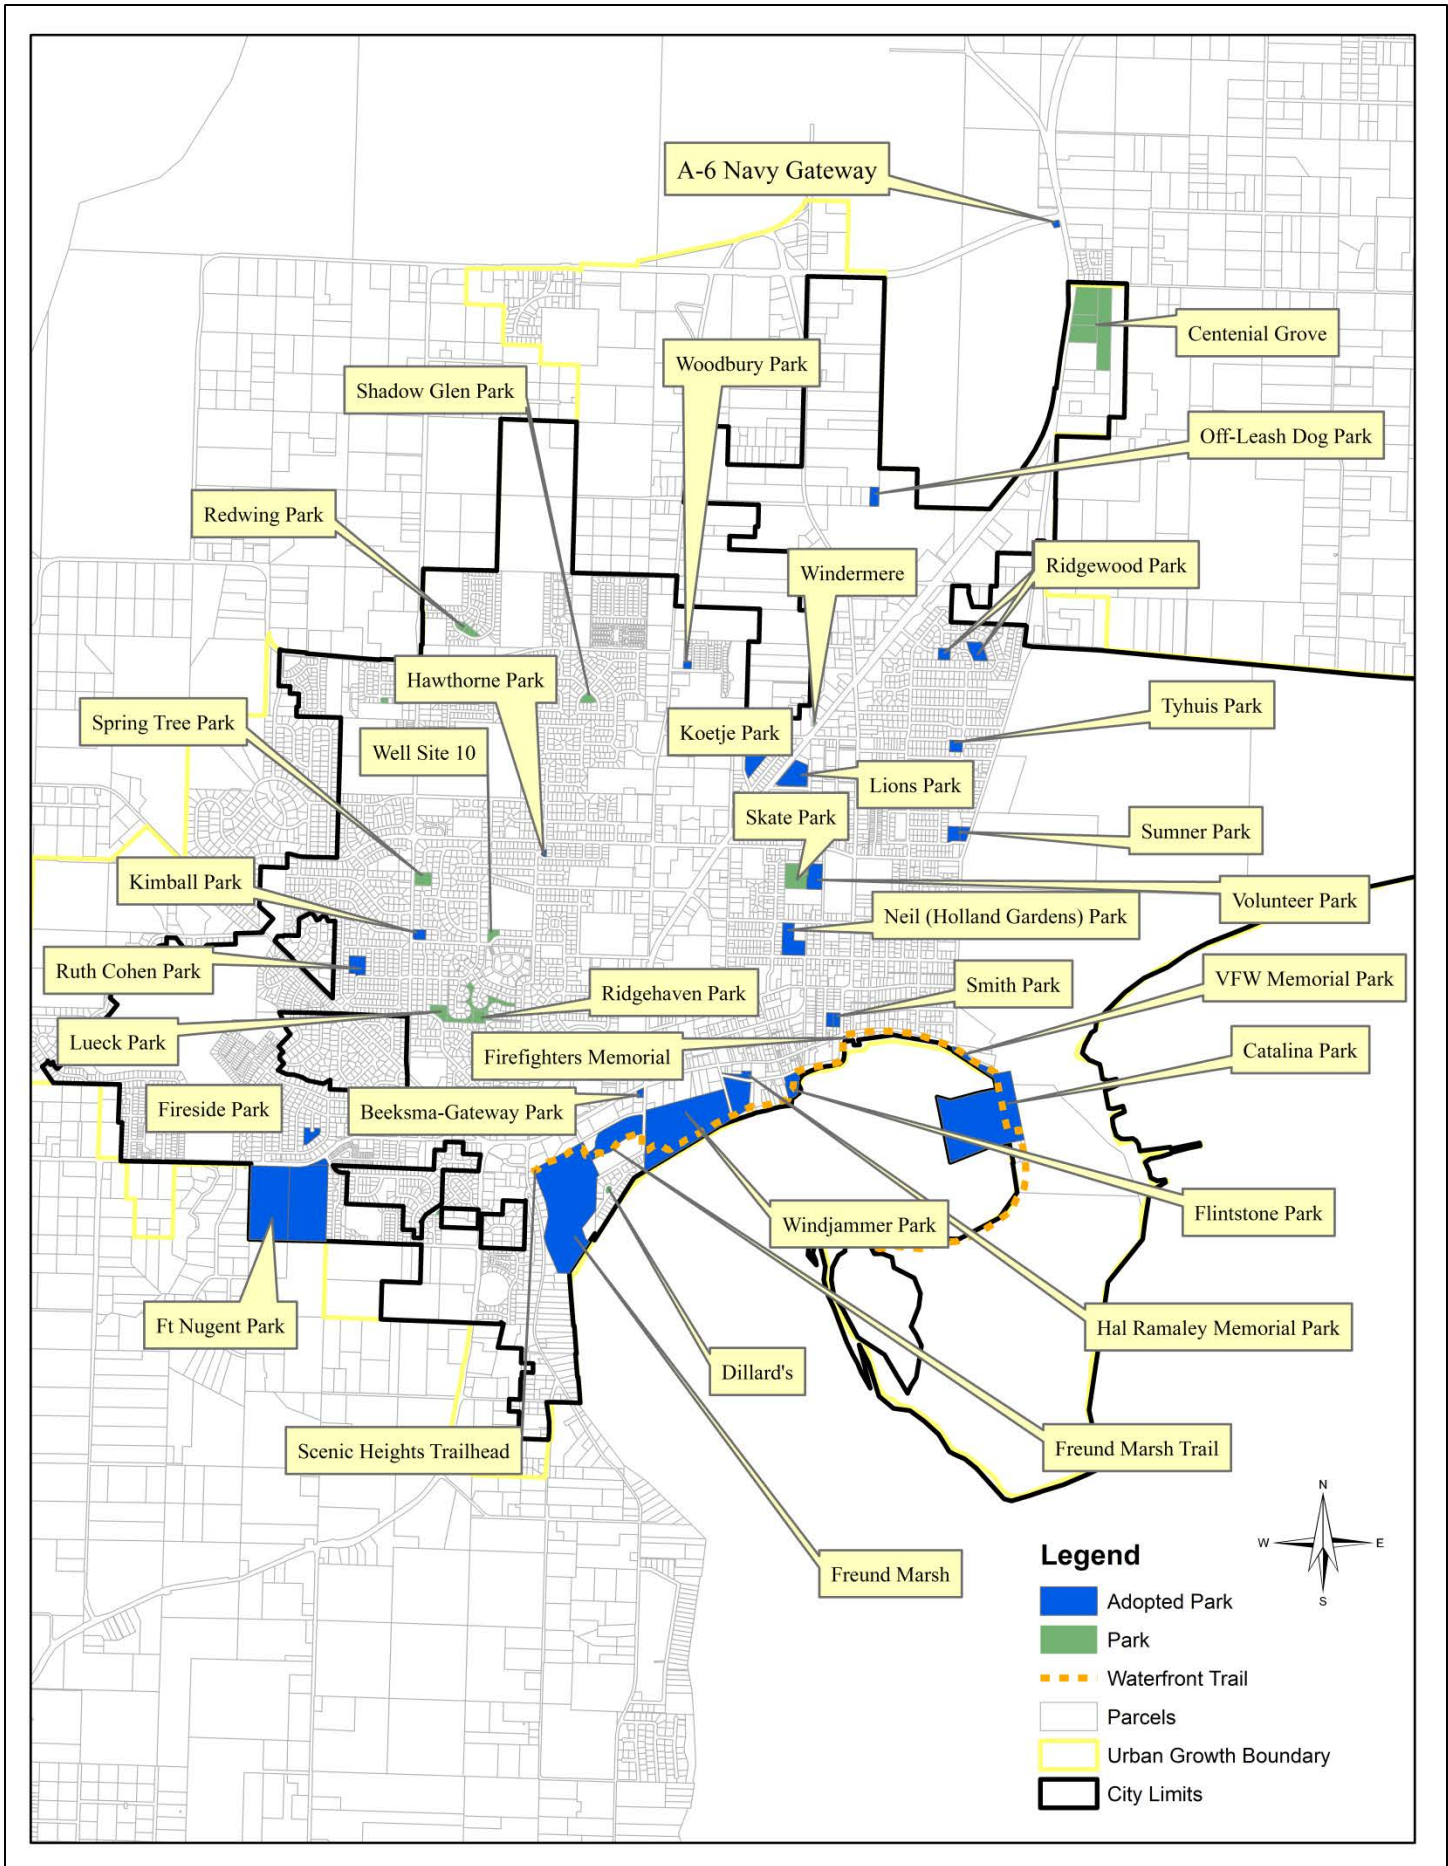 A-6 Navy Gateway
Centenial Grove
Woodbury Park
Shadow Glen Park
Off-Leash Dog Park
Redwing Park
Ridgewood Park
Windermere
Hawthorne Park
Tyhuis Park
Spring Tree Park
Koetje Park
Well Site 10
Lions Park
Skate Park
Sumner Park
Kimball Park
Volunteer Park
Neil (Holland Gardens) Park
Ruth Cohen Park
VFW Memorial Park
Smith Park
Ridgehaven Park
Lueck Park
Catalina Park
Firefighters Memorial
Fireside Park
Beeksma-Gateway Park
Flintstone Park
Windjammer Park
Ft Nugent Park
Hal Ramaley Memorial Park
Dillard's
Freund Marsh Trail
Scenic Heights Trailhead
Freund Marsh
N
W
E
S
Legend
Adopted Park
Park
Waterfront Trail
Parcels
Urban Growth Boundary
City Limits